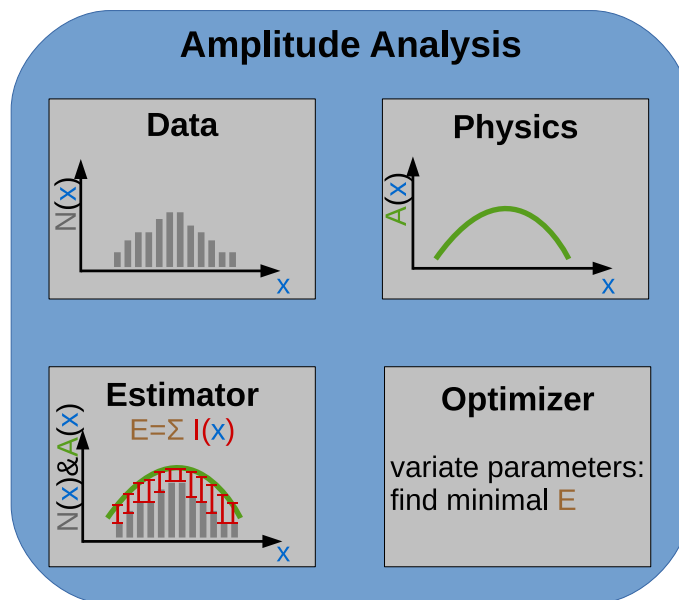 Amplitude Analysis
Data
N(x)
x
Physics
A(x)
x
Estimator
E=Σ I(x)
N(x)&A(x)
x
Optimizer
variate parameters:
find minimal E